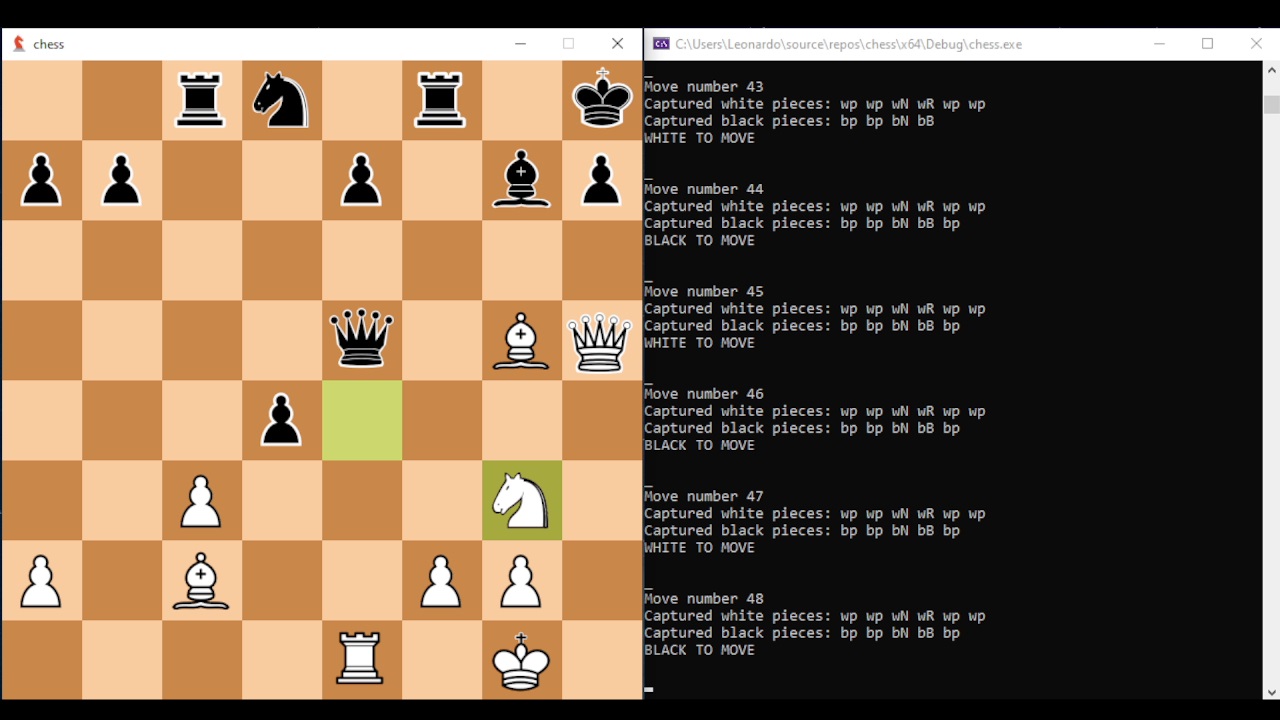 chess
C:\Users\Leonardo\source\repos\chess\x64\Debug\chess.exe
Move number 43
Captured white pieces: wp wp wN wR wp wp
Captured black pieces: bp bp bN bB
WHITE TO MOVE
Move number 44
Captured white pieces: wp wp wN wR wp wp
Captured black pieces: bp bp bN bB bp
BLACK TO MOVE
Move number 45
Captured white pieces: wp wp wN wR wp wp
Captured black pieces: bp bp bN bB bp
WHITE TO MOVE
Move number 46
Captured white pieces: wp wp wN wR wp wp
Captured black pieces: bp bp bN bB bp
BLACK TO MOVE
Move number 47
Captured white pieces: wp wp wN wR wp wp
Captured black pieces: bp bp bN bB bp
WHITE TO MOVE
Move number 48
Captured white pieces: wp wp wN wR wp wp
Captured black pieces: bp bp bN bB bp
BLACK TO MOVE